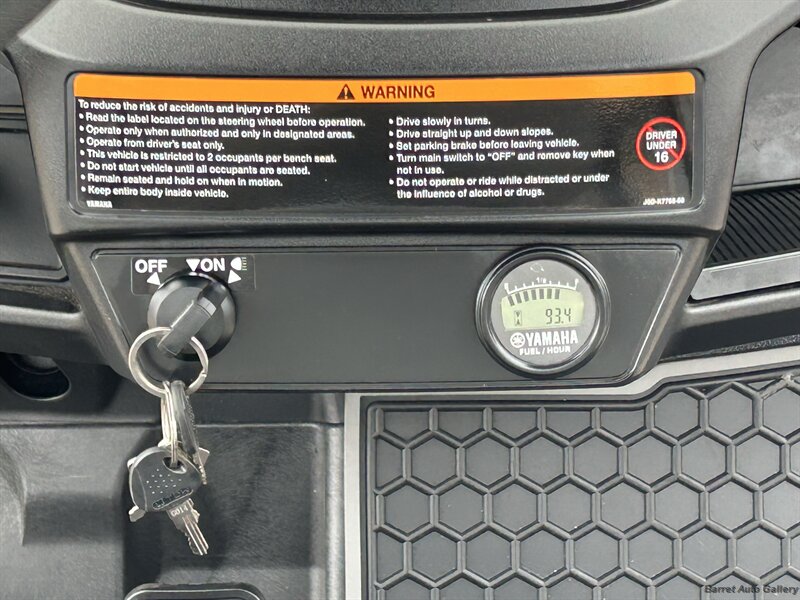 WARNING
To reduce the risk of accidents and injury or DEATH:
• Read the label located on the steering wheel before operation.
• Operate only when authorized and only in designated areas.
• Operate from driver's seat only.
• This vehicle is restricted to 2 occupants per bench seat.
• Do not start vehicle until all occupants are seated.
• Remain seated and hold on when in motion.
• Keep entire body inside vehicle.
YAMAHA
• Drive slowly in turns.
• Drive straight up and down slopes.
• Set parking brake before leaving vehicle.
• Turn main switch to "OFF" and remove key when
not in use.
• Do not operate or ride while distracted or under
the influence of alcohol or drugs.
DRIVER
UNDER
16
OFF ON
1/2
93.4
YAMAHA
FUEL / HOUR
Barret Auto Gallery